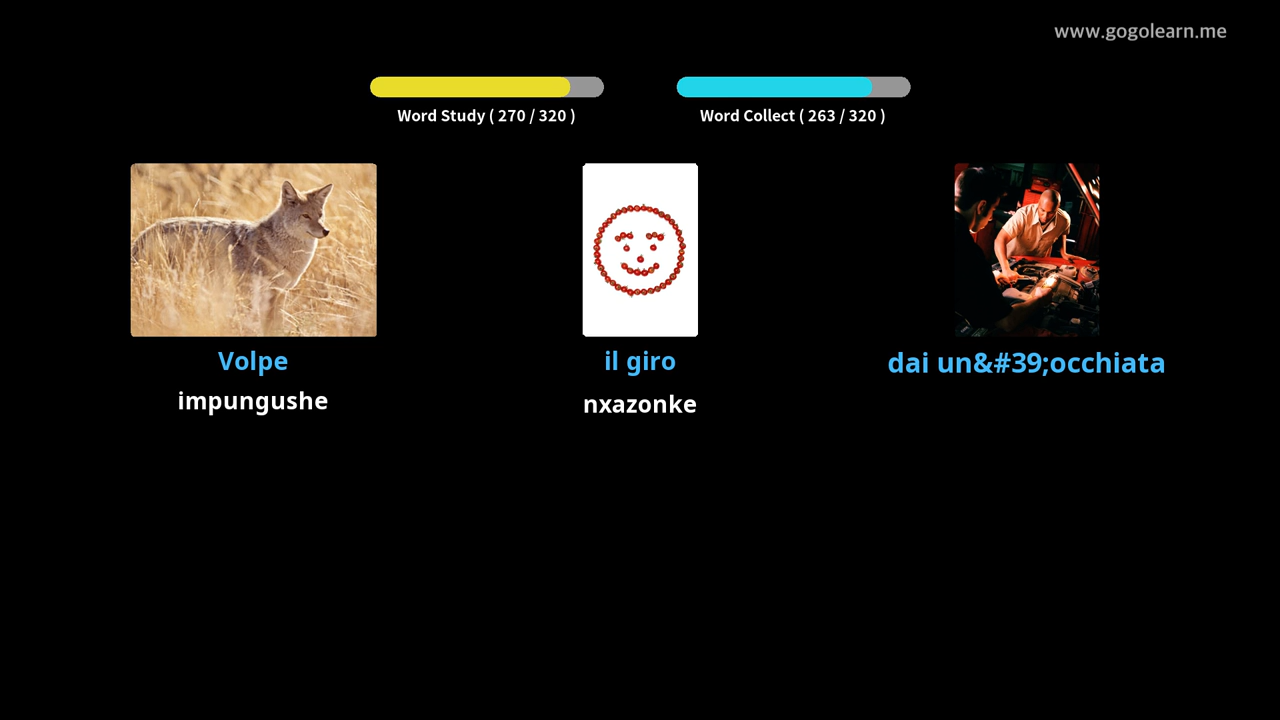 www.gogolearn.me
Word Study ( 270 / 320 )
Word Collect ( 263 / 320 )
Volpe
impungushe
il giro
nxazonke
dai un&#39;occhiata